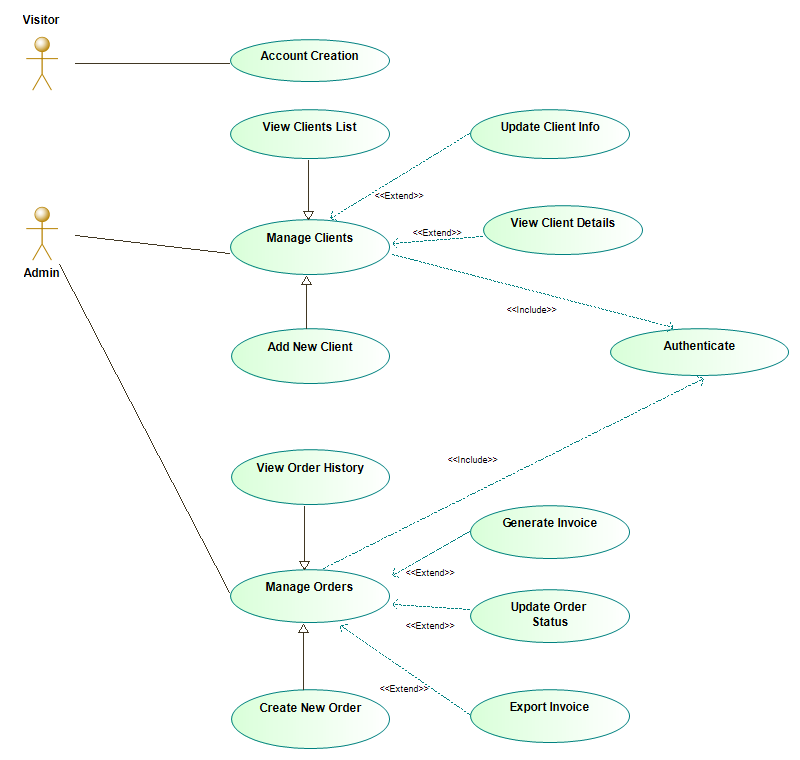 Visitor
Account Creation
View Clients List
Update Client Info
<<Extend>>
View Client Details
<<Extend>>
Manage Clients
Admin
<<Include>>
Add New Client
Authenticate
<<Include>>
View Order History
Generate Invoice
<<Extend>>
Manage Orders
Update Order
Status
<<Extend>>
<<Extend>>
Create New Order
Export Invoice